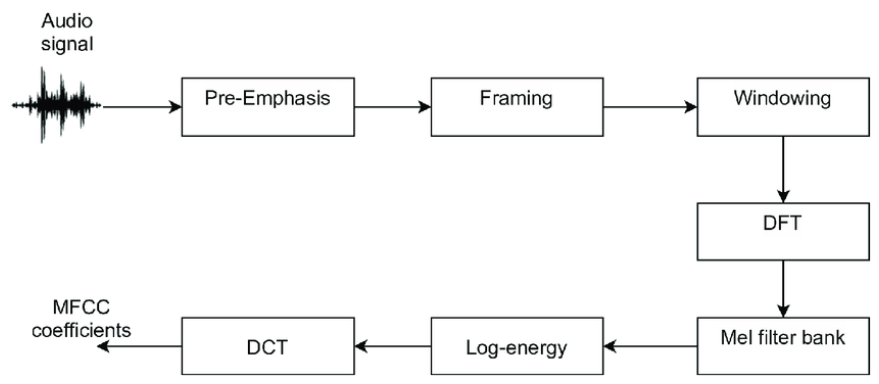 Audio
signal
Pre-Emphasis
Framing
Windowing
DFT
Mel filter bank
Log-energy
DCT
MFCC
coefficients